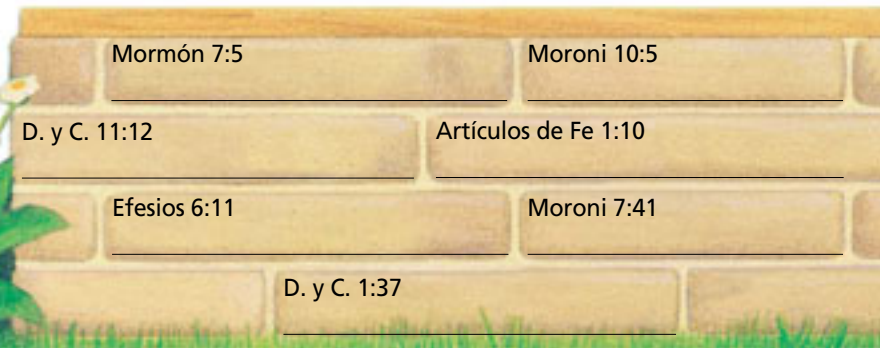 Mormón 7:5
Moroni 10:5
D. y C. 11:12
Artículos de Fe 1:10
Efesios 6:11
Moroni 7:41
D. y C. 1:37